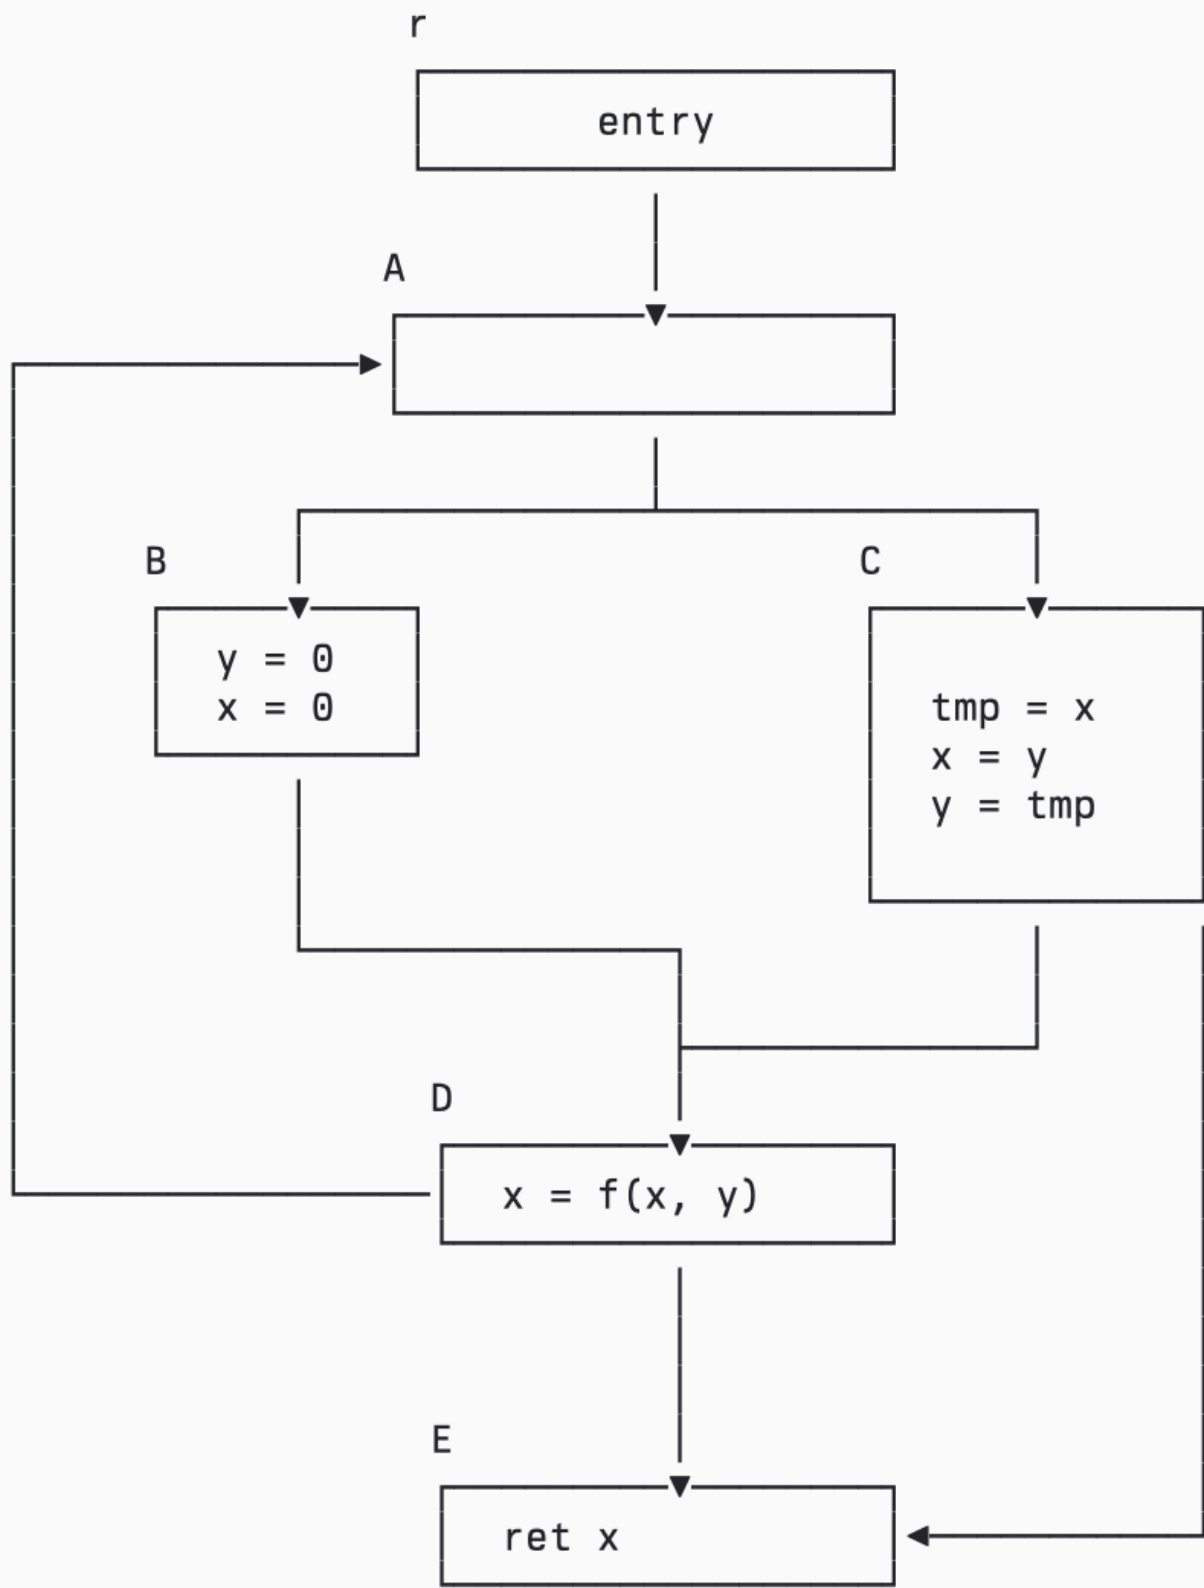 r
entry
A
B
C
y = 0
x = 0
tmp = x
x = y
y = tmp
D
x = f(x, y)
E
ret x